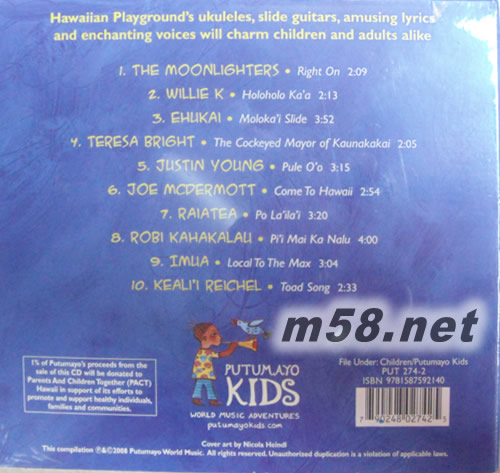 Hawaiian Playground's ukuleles, slide guitars, amusing lyrics
and enchanting voices will charm children and adults alike
1. THE MOONLIGHTERS • Right On 2:09
2. WILLIE K • Holoholo Ka'a 2:13
3. EHUKAI • Moloka'i Slide 3:52
4. TERESA BRIGHT • The Cockeyed Mayor of Kaunakakai 2:05
5. JUSTIN YOUNG • Pule O'o 3:15
6. JOE MCDERMOTT • Come To Hawaii 2:54
7. RAIATEA • Po La'ila'i 3:20
8. ROBI KAHAKALAU • Pi'i Mai Ka Nalu 4:00
9. IMUA • Local To The Max 3:04
10. KEALI'I REICHEL • Toad Song 2:33
m58.net
1% of Putumayo's proceeds from the
sale of this CD will be donated to
Parents And Children Together (PACT)
Hawaii in support of its efforts to
promote and support healthy individuals,
families and communities.
PUTUMAYO
KIDS
WORLD MUSIC ADVENTURES
putumayokids.com
Cover art by Nicola Heindl
File Under: Children/Putumayo Kids
PUT 274-2
ISBN 9781587592140
7 90248 02742
This compilation ℗&©2008 Putumayo World Music. All rights reserved. Unauthorized duplication is a violation of applicable laws.